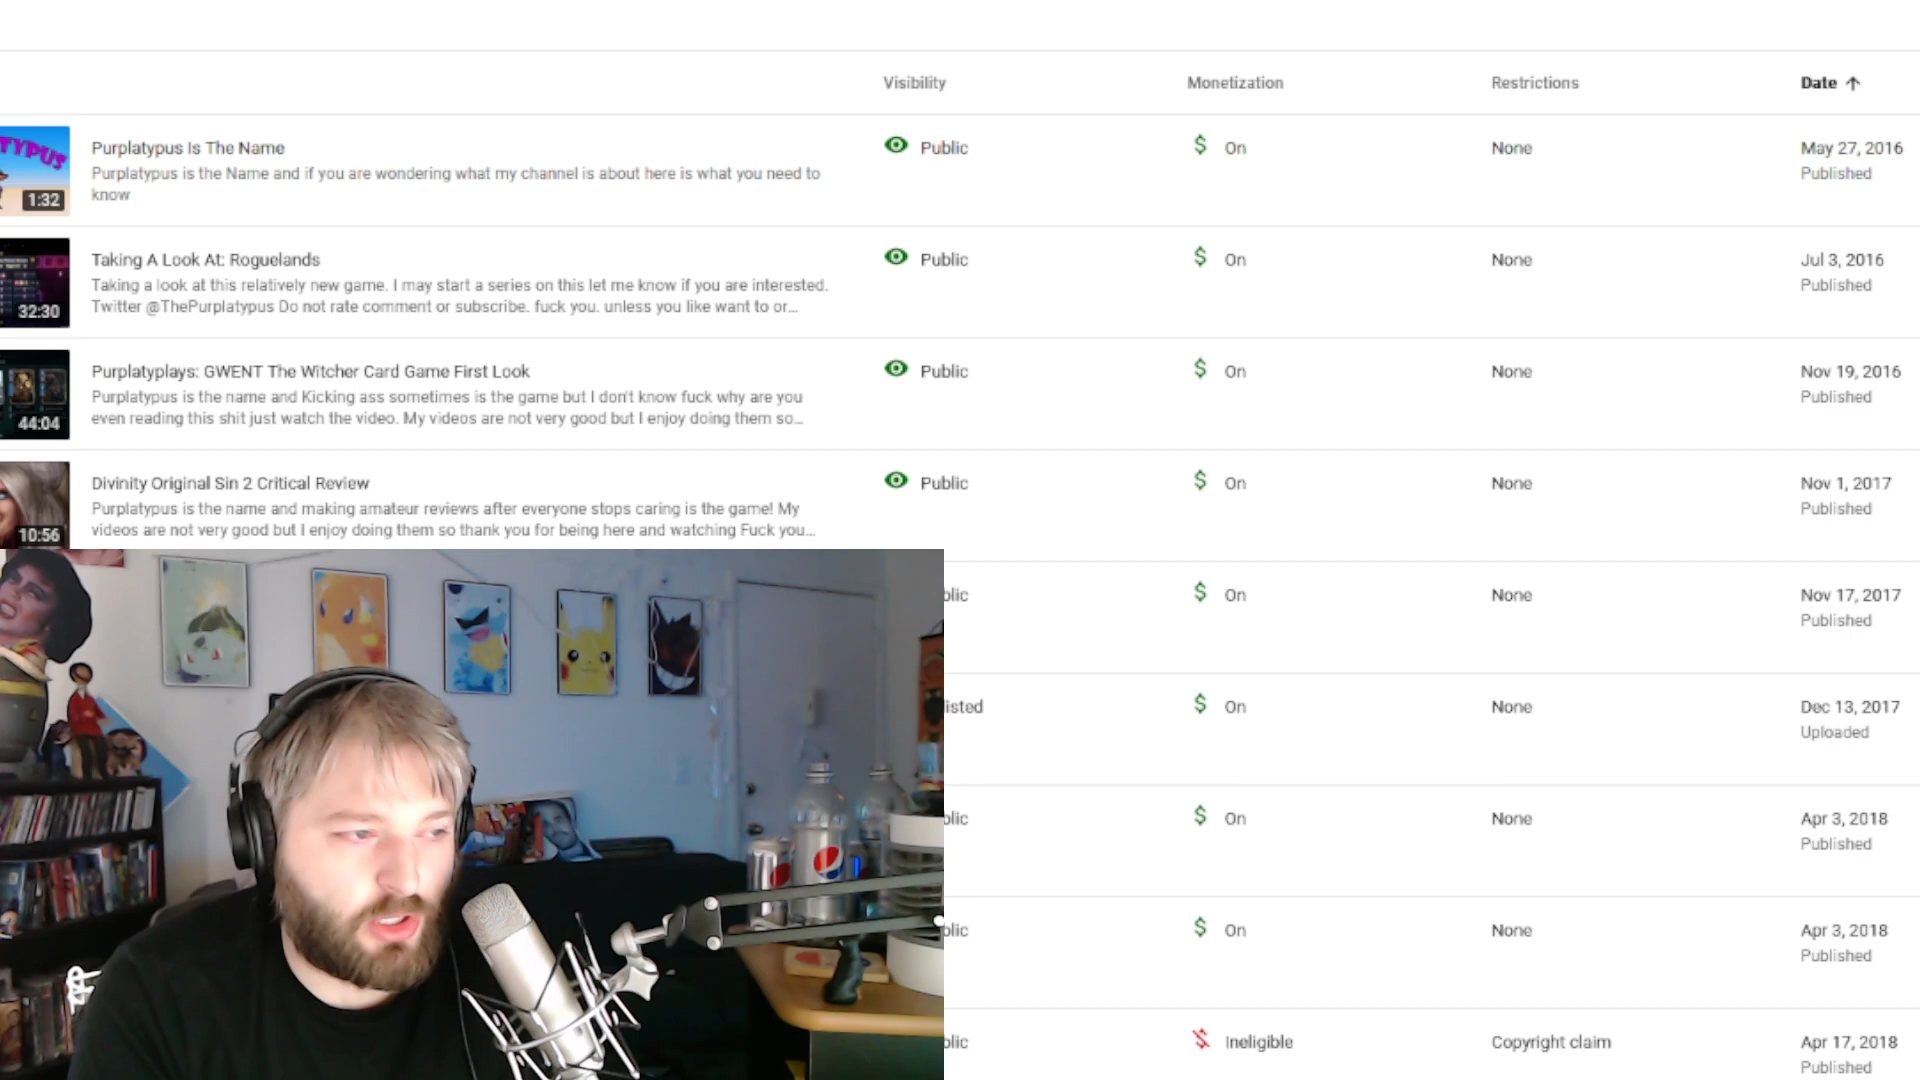 Visibility Monetization Restrictions Date
TYPUS
1:32
Purplatypus Is The Name
Purplatypus is the Name and if you are wondering what my channel is about here is what you need to
know
Public On None May 27, 2016
Published
32:30
Taking A Look At: Roguelands
Taking a look at this relatively new game. I may start a series on this let me know if you are interested.
Twitter @ThePurplatypus Do not rate comment or subscribe. fuck you. unless you like want to or...
Public On None Jul 3, 2016
Published
44:04
Purplatyplays: GWENT The Witcher Card Game First Look
Purplatypus is the name and Kicking ass sometimes is the game but I don't know fuck why are you
even reading this shit just watch the video. My videos are not very good but I enjoy doing them so...
Public On None Nov 19, 2016
Published
10:56
Divinity Original Sin 2 Critical Review
Purplatypus is the name and making amateur reviews after everyone stops caring is the game! My
videos are not very good but I enjoy doing them so thank you for being here and watching Fuck you...
Public On None Nov 1, 2017
Published
blic On None Nov 17, 2017
Published
isted On None Dec 13, 2017
Uploaded
blic On None Apr 3, 2018
Published
blic On None Apr 3, 2018
Published
blic Ineligible Copyright claim Apr 17, 2018
Published